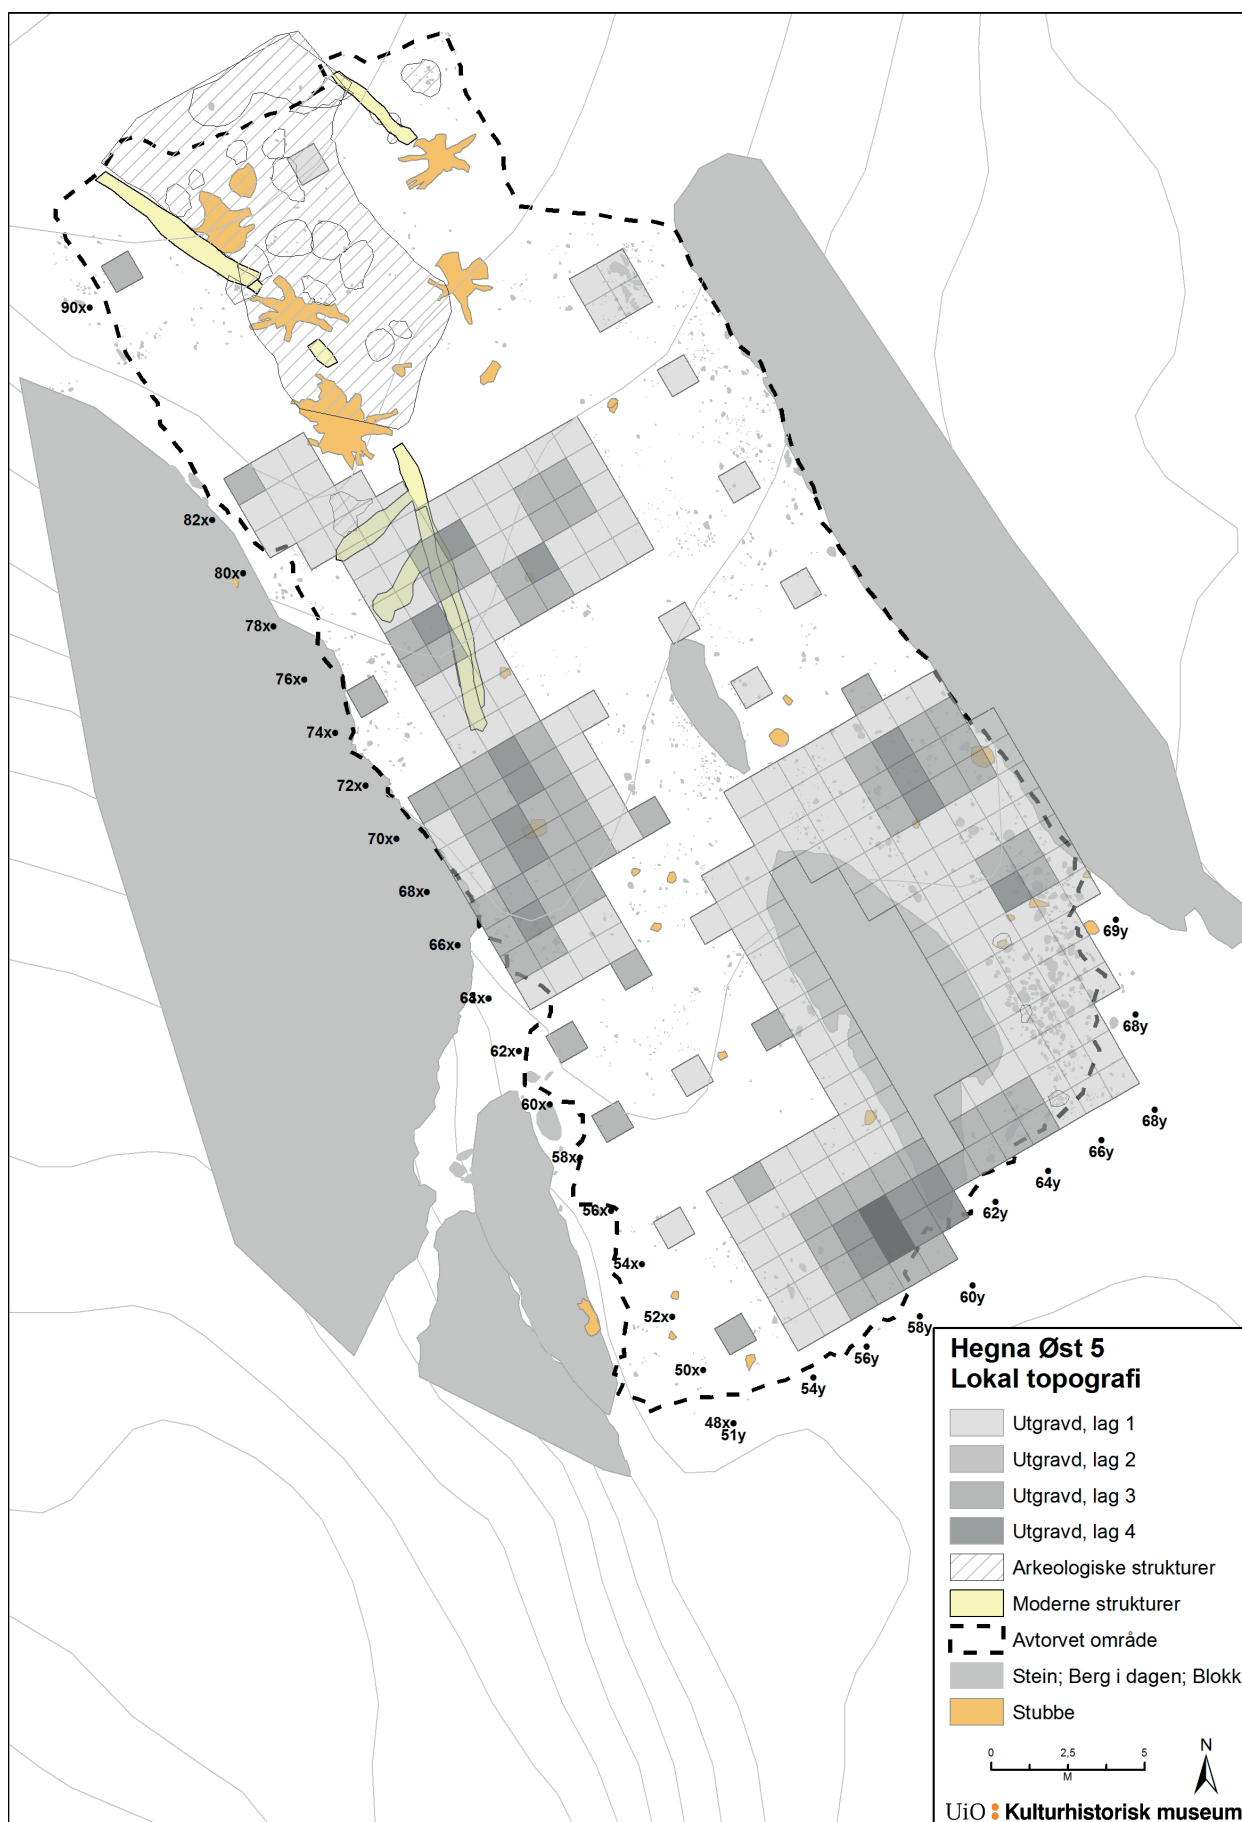 90x
82x
80x
78x
76x
74x
72x
70x
68x
66x
69y
68y
62x
60x
68y
58x
66y
64y
56x
62y
54x
60y
52x
58y
56y
50x
54y
48x
51y
Hegna Øst 5
Lokal topografi
Utgravd, lag 1
Utgravd, lag 2
Utgravd, lag 3
Utgravd, lag 4
Arkeologiske strukturer
Moderne strukturer
Avtorvet område
Stein; Berg i dagen; Blokk
Stubbe
0 2,5 5
M
N
UiO Kulturhistorisk museum